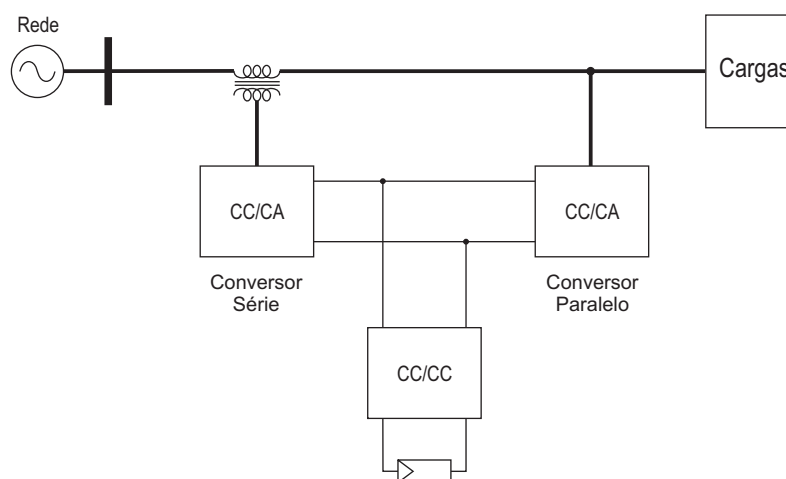 Rede
Cargas
CC/CA
CC/CA
Conversor
Série
Conversor
Paralelo
CC/CC